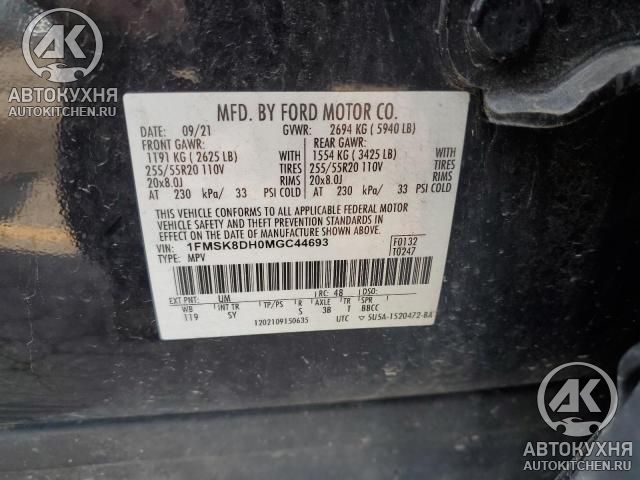 АВТОКУХНЯ
AUTOKITCHEN.RU
MFD. BY FORD MOTOR CO.
DATE: 09/21 GVWR: 2694 KG ( 5940 LB)
FRONT GAWR: REAR GAWR:
1191 KG ( 2625 LB) WITH 1554 KG ( 3425 LB) WITH
255/55R20 110V TIRES 255/55R20 110V TIRES
20x8.0J RIMS 20x8.0J RIMS
AT 230 kPa/ 33 PSI COLD AT 230 kPa/ 33 PSI COLD
THIS VEHICLE CONFORMS TO ALL APPLICABLE FEDERAL MOTOR
VEHICLE SAFETY AND THEFT PREVENTION STANDARDS
IN EFFECT ON THE DATE OF MANUFACTURE SHOWN ABOVE.
VIN: 1FMSK8DH0MGC44693 F0132
TYPE: MPV T0247
EXT PNT: UM RC: 48 DSO:
WB INT TR TP/PS R AXLE TR SPR
119 SY S 3B T BBCC
1202109150635 UTC 5U5A-1520472-BA
AK
АВТОКУХНЯ
AUTOKITCHEN.RU